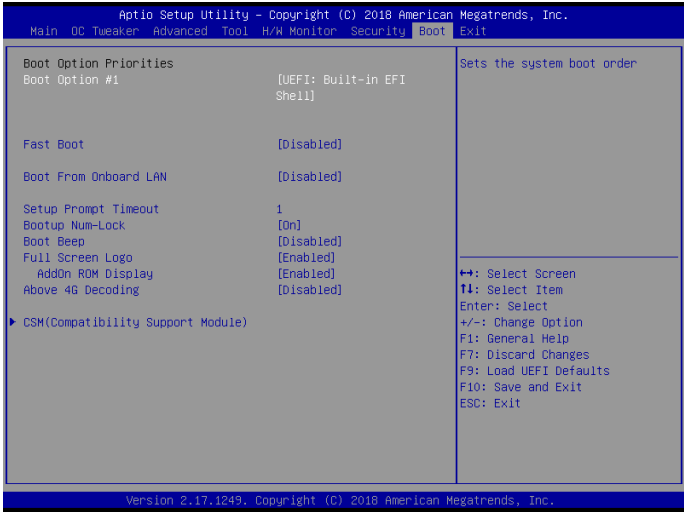 Aptio Setup Utility – Copyright (C) 2018 American Megatrends, Inc.
Main OC Tweaker Advanced Tool H/W Monitor Security Boot Exit
Boot Option Priorities
Boot Option #1 [UEFI: Built-in EFI
Shell]
Fast Boot [Disabled]
Boot From Onboard LAN [Disabled]
Setup Prompt Timeout 1
Bootup Num-Lock [On]
Boot Beep [Disabled]
Full Screen Logo [Enabled]
AddOn ROM Display [Enabled]
Above 4G Decoding [Disabled]
▶ CSM(Compatibility Support Module)
Sets the system boot order
↔: Select Screen
↑↓: Select Item
Enter: Select
+/-: Change Option
F1: General Help
F7: Discard Changes
F9: Load UEFI Defaults
F10: Save and Exit
ESC: Exit
Version 2.17.1249. Copyright (C) 2018 American Megatrends, Inc.